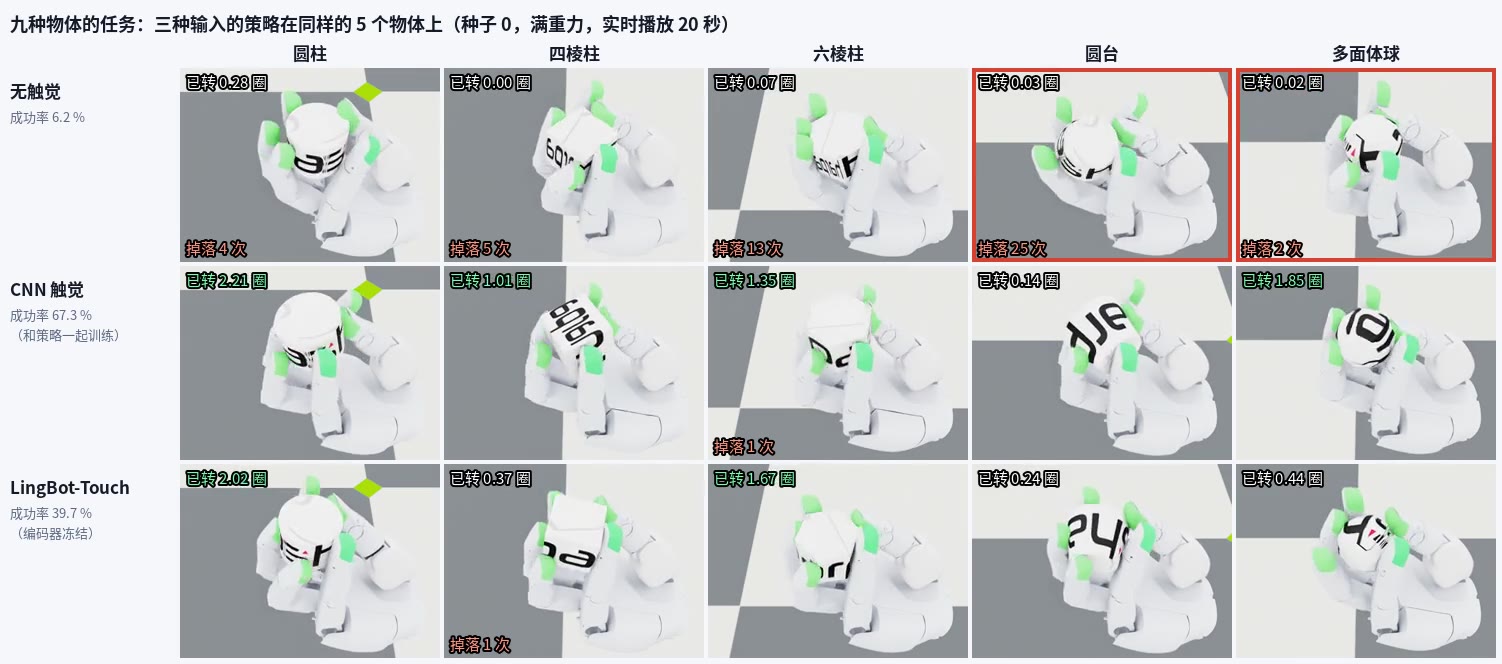 九种物体的任务：三种输入的策略在同样的 5 个物体上（种子 0，满重力，实时播放 20 秒）
圆柱 四棱柱 六棱柱 圆台 多面体球
无触觉
成功率 6.2 %
已转 0.28 圈 已转 0.00 圈 已转 0.07 圈 已转 0.03 圈 已转 0.02 圈
掉落 4 次 掉落 5 次 掉落 13 次 掉落 25 次 掉落 2 次
CNN 触觉
成功率 67.3 %
（和策略一起训练）
已转 2.21 圈 已转 1.01 圈 已转 1.35 圈 已转 0.14 圈 已转 1.85 圈
掉落 1 次
LingBot-Touch
成功率 39.7 %
（编码器冻结）
已转 2.02 圈 已转 0.37 圈 已转 1.67 圈 已转 0.24 圈 已转 0.44 圈
掉落 1 次